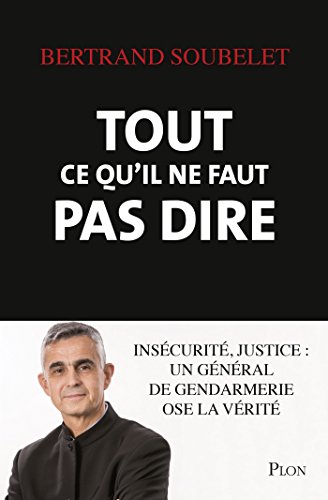 BERTRAND SOUBELET
TOUT
CE QU'IL NE FAUT
PAS DIRE
INSÉCURITÉ, JUSTICE :
UN GÉNÉRAL
DE GENDARMERIE
OSE LA VÉRITÉ
PLON